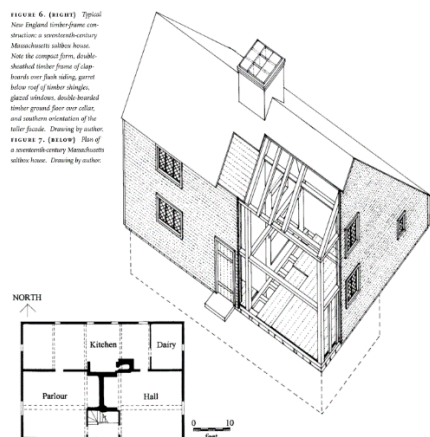 FIGURE 6. (RIGHT) Typical
New England timber-frame con-
struction: a seventeenth-century
Massachusetts saltbox house.
Note the compact form, double-
sheathed timber frame of clap-
boards over flush siding, garret
below roof of timber shingles,
glazed windows, double-boarded
timber ground floor over cellar,
and southern orientation of the
taller facade. Drawing by author.
FIGURE 7. (BELOW) Plan of
a seventeenth-century Massachusetts
saltbox house. Drawing by author.
NORTH
Kitchen
Dairy
Parlour
Hall
0 10
feet